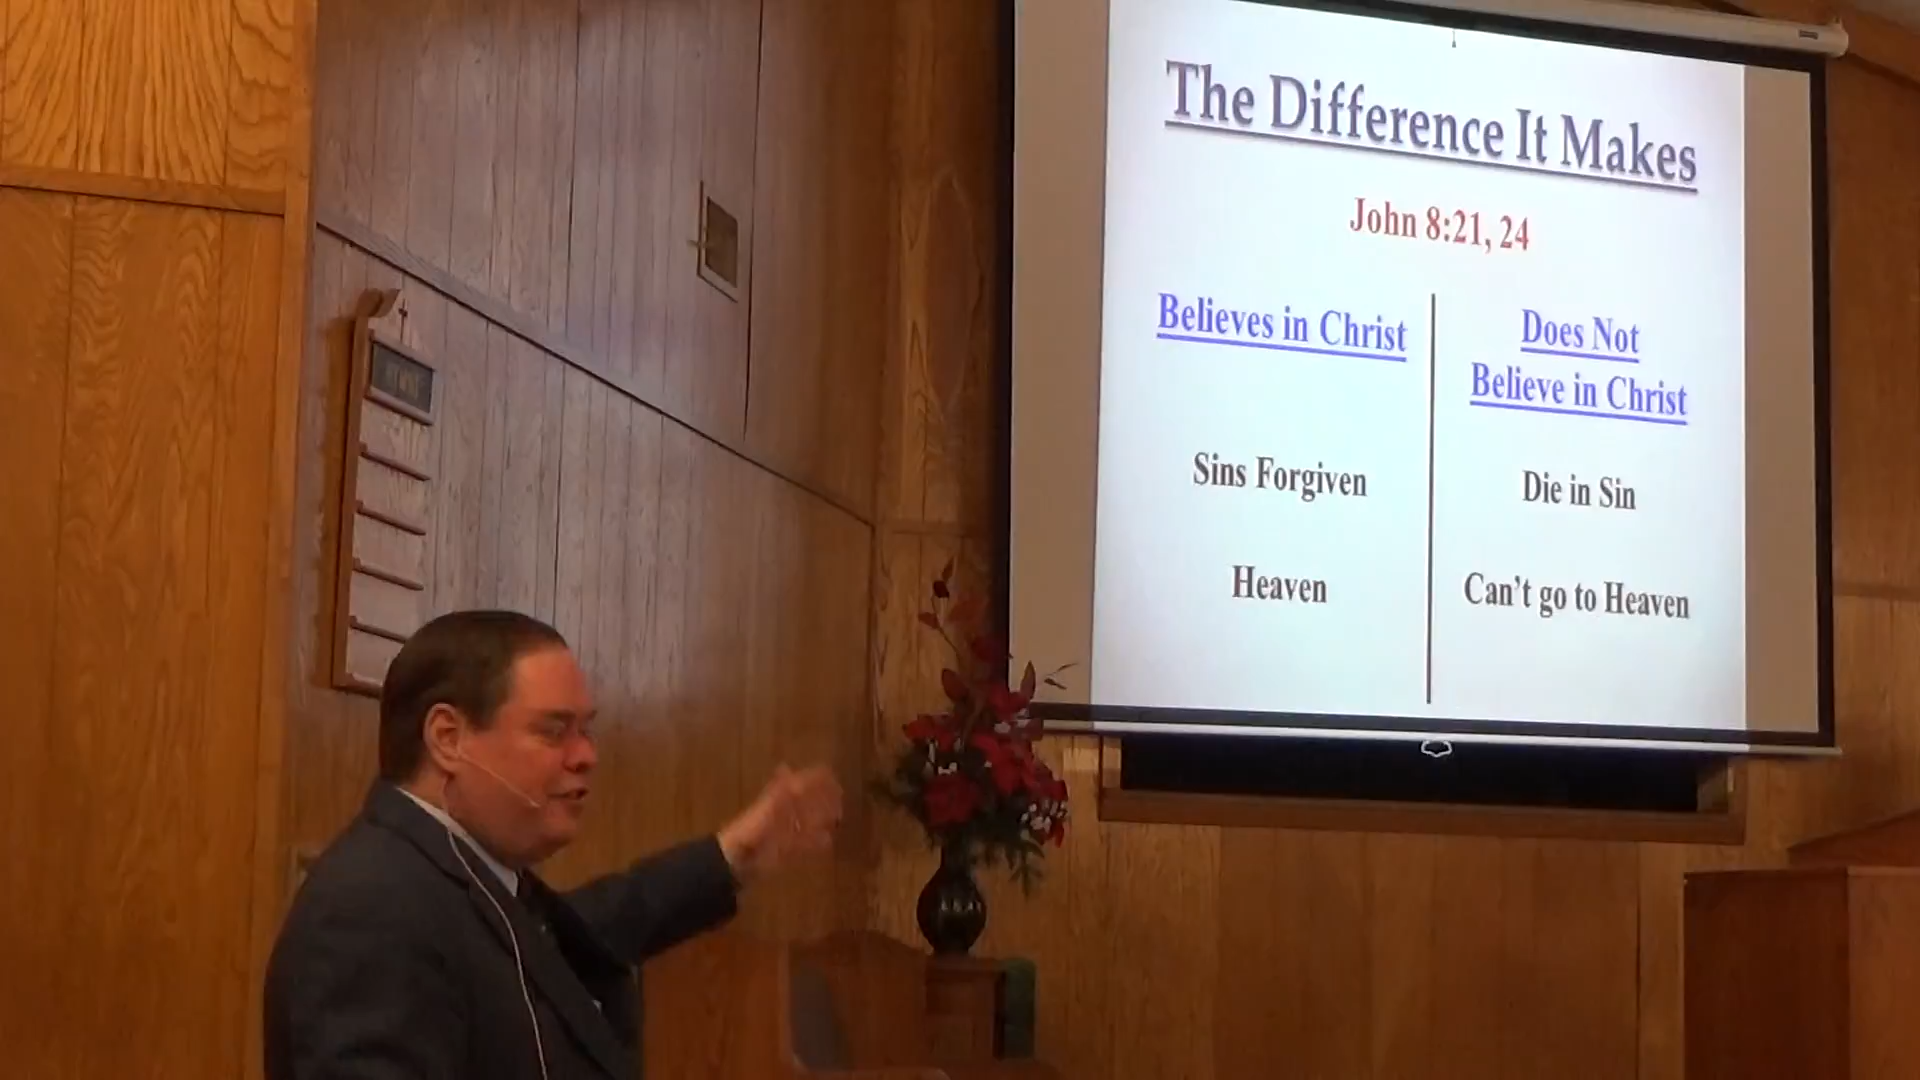 The Difference It Makes
John 8:21, 24
Believes in Christ
Sins Forgiven
Heaven
Does Not
Believe in Christ
Die in Sin
Can't go to Heaven